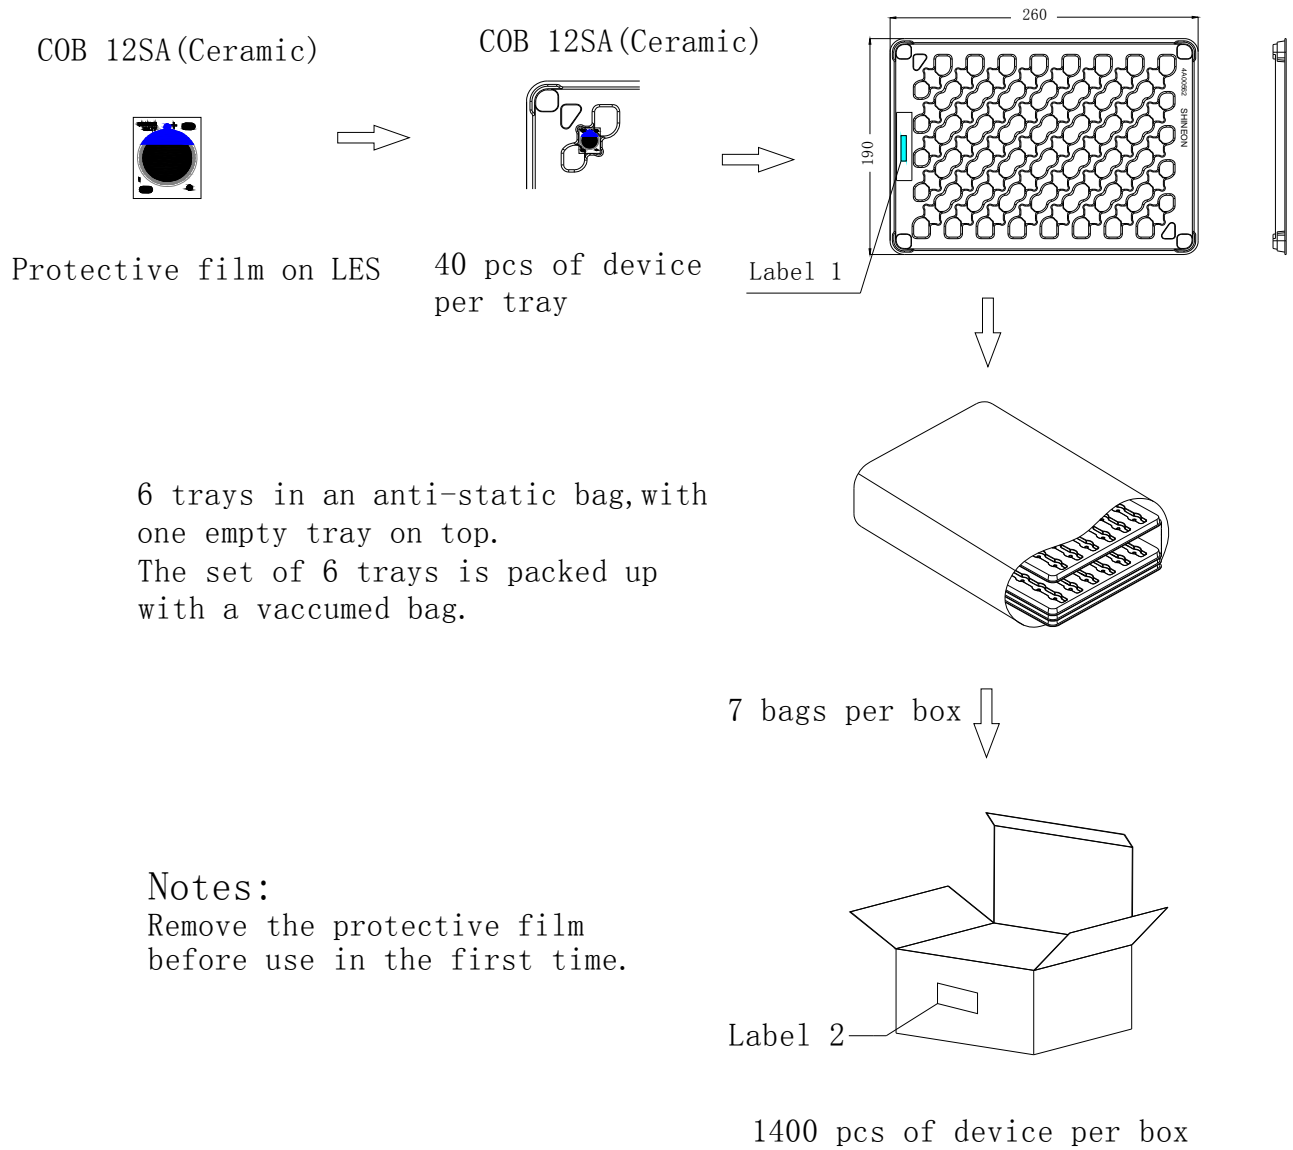 COB 12SA(Ceramic)
COB 12SA(Ceramic)
260
190
SHINEON
Protective film on LES
40 pcs of device
per tray
Label 1
6 trays in an anti-static bag,with
one empty tray on top.
The set of 6 trays is packed up
with a vaccumed bag.
7 bags per box
Notes:
Remove the protective film
before use in the first time.
Label 2
1400 pcs of device per box